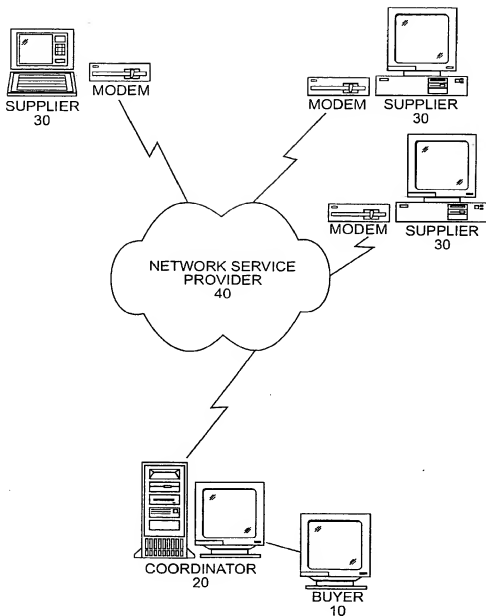 MODEM
SUPPLIER
30
MODEM
SUPPLIER
30
MODEM
SUPPLIER
30
NETWORK SERVICE
PROVIDER
40
COORDINATOR
20
BUYER
10